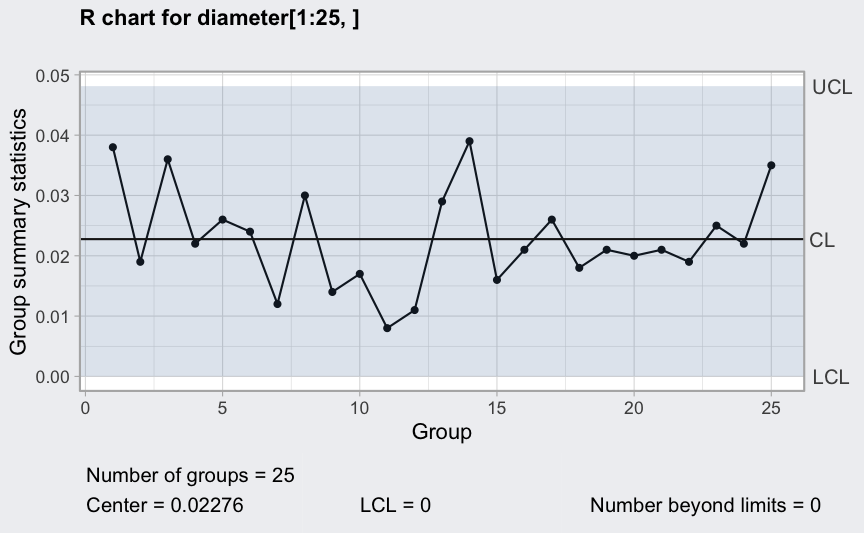 R chart for diameter[1:25, ]
0.05
UCL
0.04
0.03
CL
0.02
0.01
0.00
LCL
Group summary statistics
0 5 10 15 20 25
Group
Number of groups = 25
Center = 0.02276 LCL = 0 Number beyond limits = 0